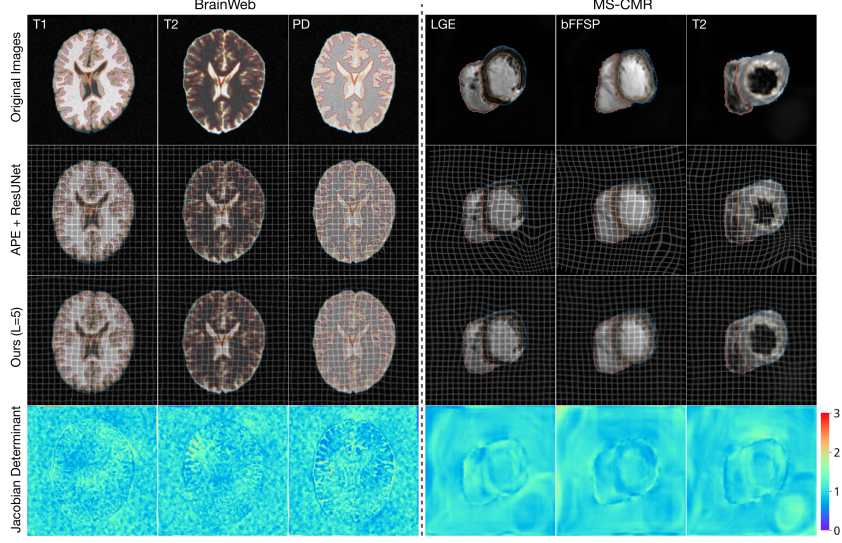 BrainWeb
MS-CMR
T1
T2
PD
LGE
bFFSP
T2
Original Images
APE + ResUNet
Ours (L=5)
Jacobian Determinant
3
2
1
0